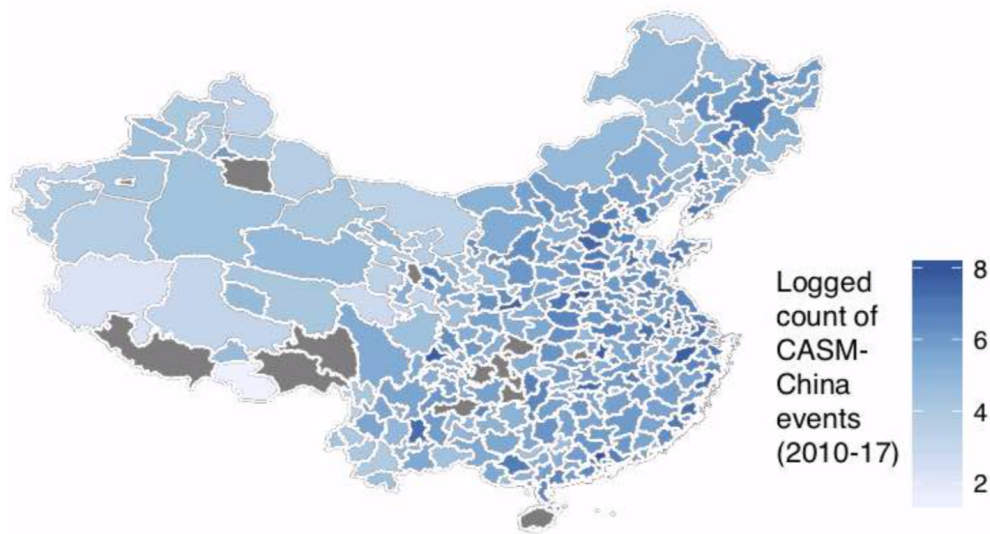 Logged
count of
CASM-
China
events
(2010-17)
8
6
4
2